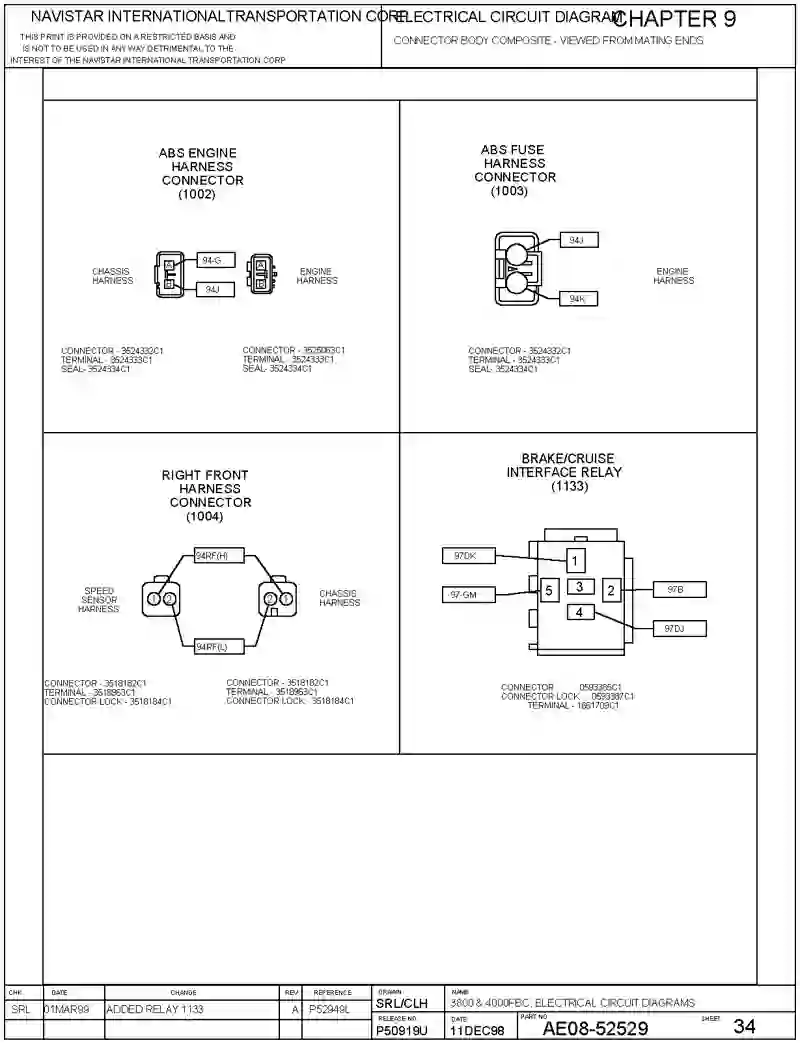 NAVISTAR INTERNATIONALTRANSPORTATION CORP.
THIS PRINT IS PROVIDED ON A RESTRICTED BASIS AND
IS NOT TO BE USED IN ANY WAY DETRIMENTAL TO THE
INTEREST OF THE NAVISTAR INTERNATIONAL TRANSPORTATION CORP
ELECTRICAL CIRCUIT DIAGRAM
CHAPTER 9
CONNECTOR BODY COMPOSITE - VIEWED FROM MATING ENDS
ABS ENGINE
HARNESS
CONNECTOR
(1002)
CHASSIS
HARNESS
A
B
94-G
94J
A
B
ENGINE
HARNESS
CONNECTOR - 3524332C1
TERMINAL - 3524333C1
SEAL- 3524334C1
CONNECTOR - 3525063C1
TERMINAL - 3524333C1
SEAL- 3524334C1
ABS FUSE
HARNESS
CONNECTOR
(1003)
94J
94K
ENGINE
HARNESS
CONNECTOR - 3524332C1
TERMINAL - 3524333C1
SEAL- 3524334C1
RIGHT FRONT
HARNESS
CONNECTOR
(1004)
94RF(H)
SPEED
SENSOR
HARNESS
1 2
2 1
CHASSIS
HARNESS
94RF(L)
CONNECTOR - 3518182C1
TERMINAL - 3518963C1
CONNECTOR LOCK - 3518184C1
CONNECTOR - 3518182C1
TERMINAL - 3518963C1
CONNECTOR LOCK 3518184C1
BRAKE/CRUISE
INTERFACE RELAY
(1133)
97DK
1
97-GM
5
3
2
97B
4
97DJ
CONNECTOR 0593385C1
CONNECTOR LOCK 0593387C1
TERMINAL - 1661709C1
CHK
DATE
CHANGE
REV
REFERENCE
SRL
01MAR99
ADDED RELAY 1133
A
P52949L
DRAWN
SRL/CLH
NAME
3800 & 4000FBC, ELECTRICAL CIRCUIT DIAGRAMS
RELEASE NO.
P50919U
DATE
11DEC98
PART NO
AE08-52529
SHEET
34